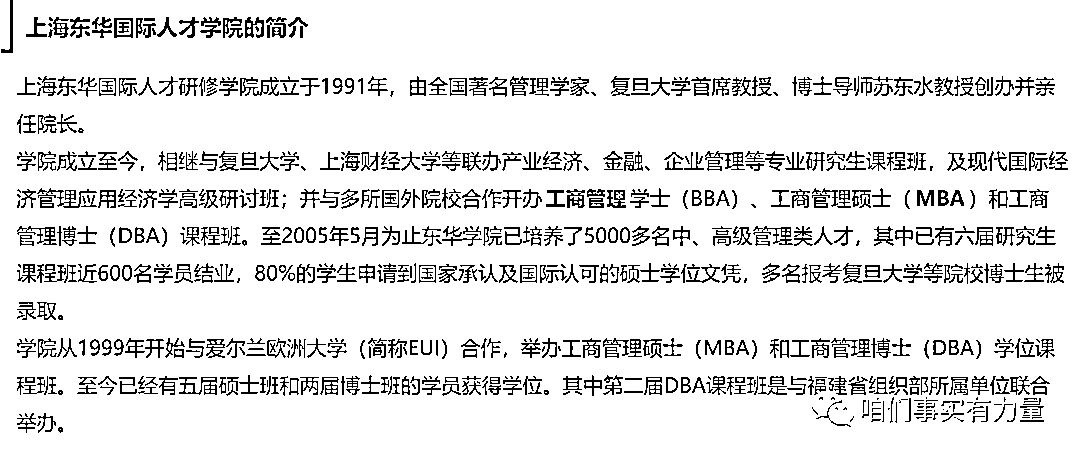 上海东华国际人才学院的简介
上海东华国际人才研修学院成立于1991年，由全国著名管理学家、复旦大学首席教授、博士导师苏东水教授创办并亲
任院长。
学院成立至今，相继与复旦大学、上海财经大学等联办产业经济、金融、企业管理等专业研究生课程班，及现代国际经
济管理应用经济学高级研讨班；并与多所国外院校合作开办工商管理学士（BBA）、工商管理硕士（MBA）和工商
管理博士（DBA）课程班。至2005年5月为止东华学院已培养了5000多名中、高级管理类人才，其中已有六届研究生
课程班近600名学员结业，80%的学生申请到国家承认及国际认可的硕士学位文凭，多名报考复旦大学等院校博士生被
录取。
学院从1999年开始与爱尔兰欧洲大学（简称EUI）合作，举办工商管理硕士（MBA）和工商管理博士（DBA）学位课
程班。至今已经有五届硕士班和两届博士班的学员获得学位。其中第二届DBA课程班是与福建省组织部所属单位联合
举办。
咱们事实有力量